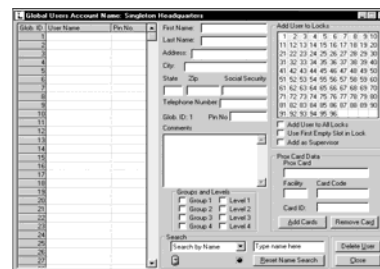 Global Users Account Name: Singleton Headquarters
Glob. ID User Name Pin No.
1
2
3
4
5
6
7
8
9
10
11
12
13
14
15
16
17
18
19
20
21
22
23
24
25
26
27
First Name:
Last Name:
Address:
City:
State Zip Social Security
Telephone Number
Glob. ID: 1 Pin No
Comments
Groups and Levels
Group 1 Level 1
Group 2 Level 2
Group 3 Level 3
Group 4 Level 4
Search
Search by Name Type name here
Reset Name Search
Add User to Locks
1 2 3 4 5 6 7 8 9 10
11 12 13 14 15 16 17 18 19 20
21 22 23 24 25 26 27 28 29 30
31 32 33 34 35 36 37 38 39 40
41 42 43 44 45 46 47 48 49 50
51 52 53 54 55 56 57 58 59 60
61 62 63 64 65 66 67 68 69 70
71 72 73 74 75 76 77 78 79 80
81 82 83 84 85 86 87 88 89 90
91 92 93 94 95 96
Add User to All Locks
Use First Empty Slot in Lock
Add as Supervisor
Prox Card Data
Prox Card
Facility Card Code
Card ID:
Add Cards Remove Card
Delete User
Close